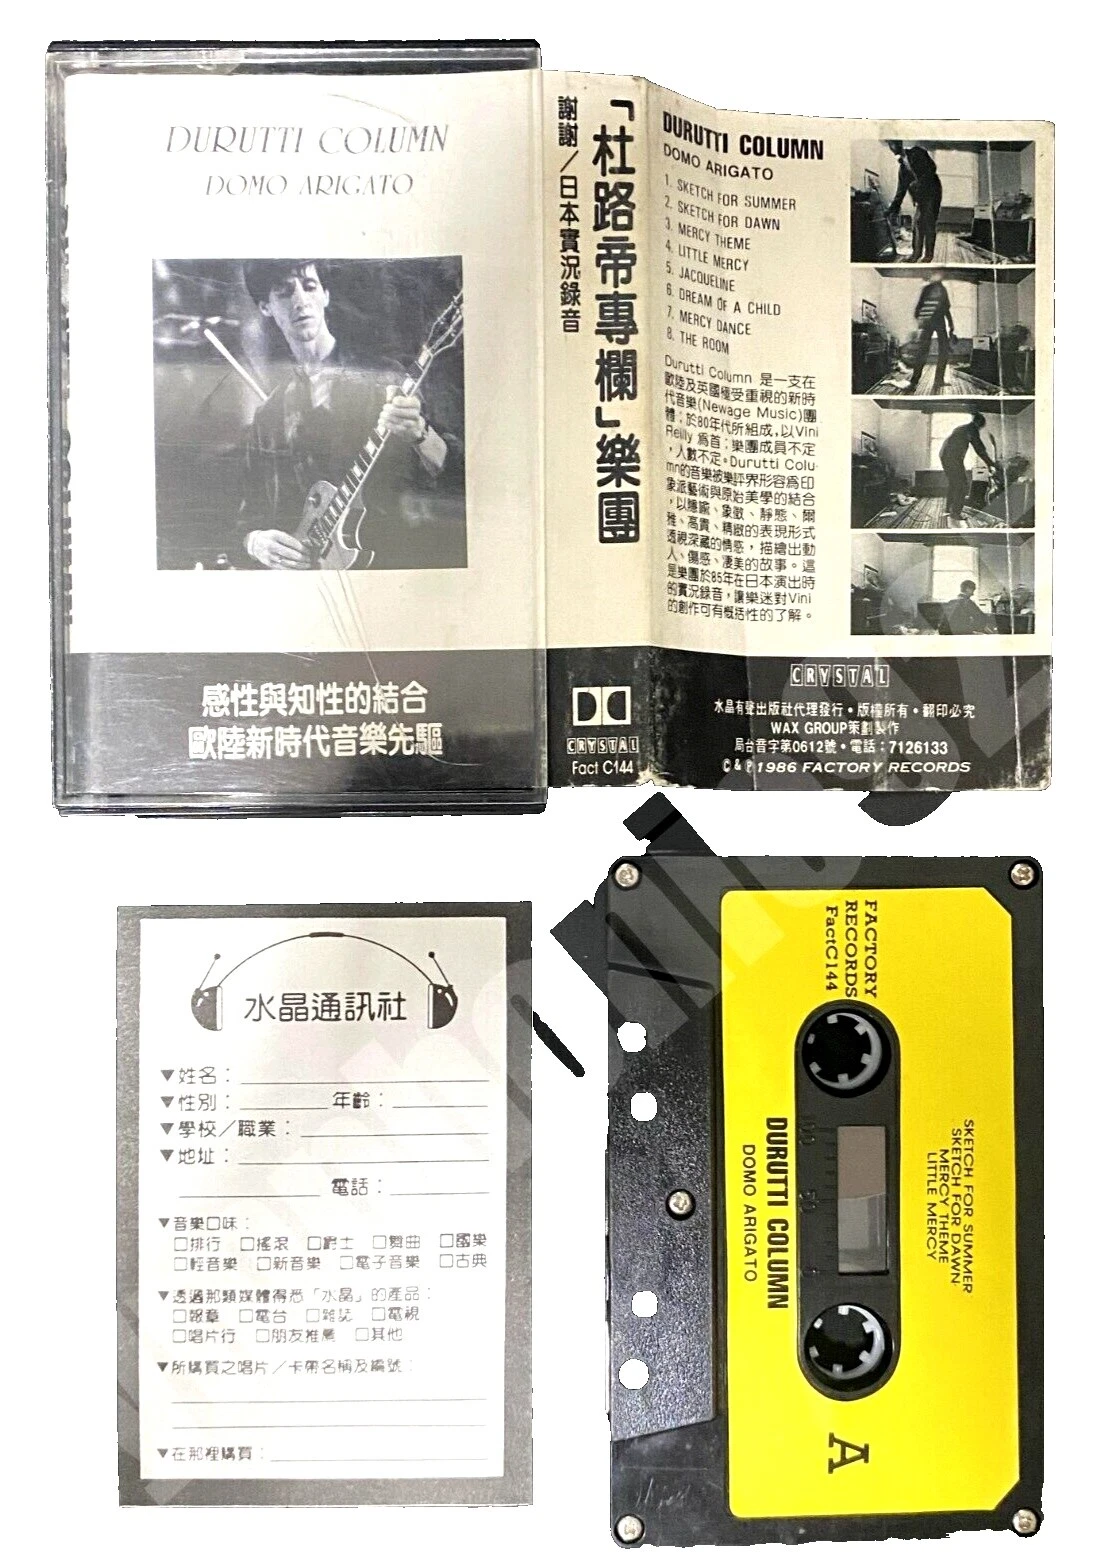 DURUTTI COLUMN
DOMO ARIGATO
感性與知性的結合
歐陸新時代音樂先驅
「杜路帝專欄」樂團
謝謝／日本實況錄音
CRYSTAL
Fact C144
DURUTTI COLUMN
DOMO ARIGATO
1. SKETCH FOR SUMMER
2. SKETCH FOR DAWN
3. MERCY THEME
4. LITTLE MERCY
5. JACQUELINE
6. DREAM OF A CHILD
7. MERCY DANCE
8. THE ROOM
Durutti Column 是一支在
歐陸及英國極受重視的新時
代音樂(Newage Music)團
體；於80年代所組成，以Vini
Reilly 爲首；樂團成員不定
，人數不定。Durutti Colu-
mn的音樂被樂評界形容爲印
象派藝術與原始美學的結合
，以隱喻、象徵、靜態、爾
雅、高貴、精緻的表現形式
透視深藏的情感，描繪出動
人、傷感、淒美的故事。這
是樂團於85年在日本演出時
的實況錄音，讓樂迷對Vini
的創作可有概括性的了解。
CRYSTAL
水晶有聲出版社代理發行・版權所有・翻印必究
WAX GROUP策劃製作
局台音字第0612號・電話：7126133
©&℗1986 FACTORY RECORDS
水晶通訊社
▼姓名：
▼性別： 年齡：
▼學校／職業：
▼地址：
電話：
▼音樂口味：
□排行 □搖滾 □爵士 □舞曲 □國樂
□輕音樂 □新音樂 □電子音樂 □古典
▼透過那類媒體得悉「水晶」的產品：
□報章 □電台 □雜誌 □電視
□唱片行 □朋友推薦 □其他
▼所購買之唱片／卡帶名稱及編號：
▼在那裡購買：
FACTORY
RECORDS
FactC144
SKETCH FOR SUMMER
SKETCH FOR DAWN
MERCY THEME
LITTLE MERCY
DURUTTI COLUMN
DOMO ARIGATO
100 50
A